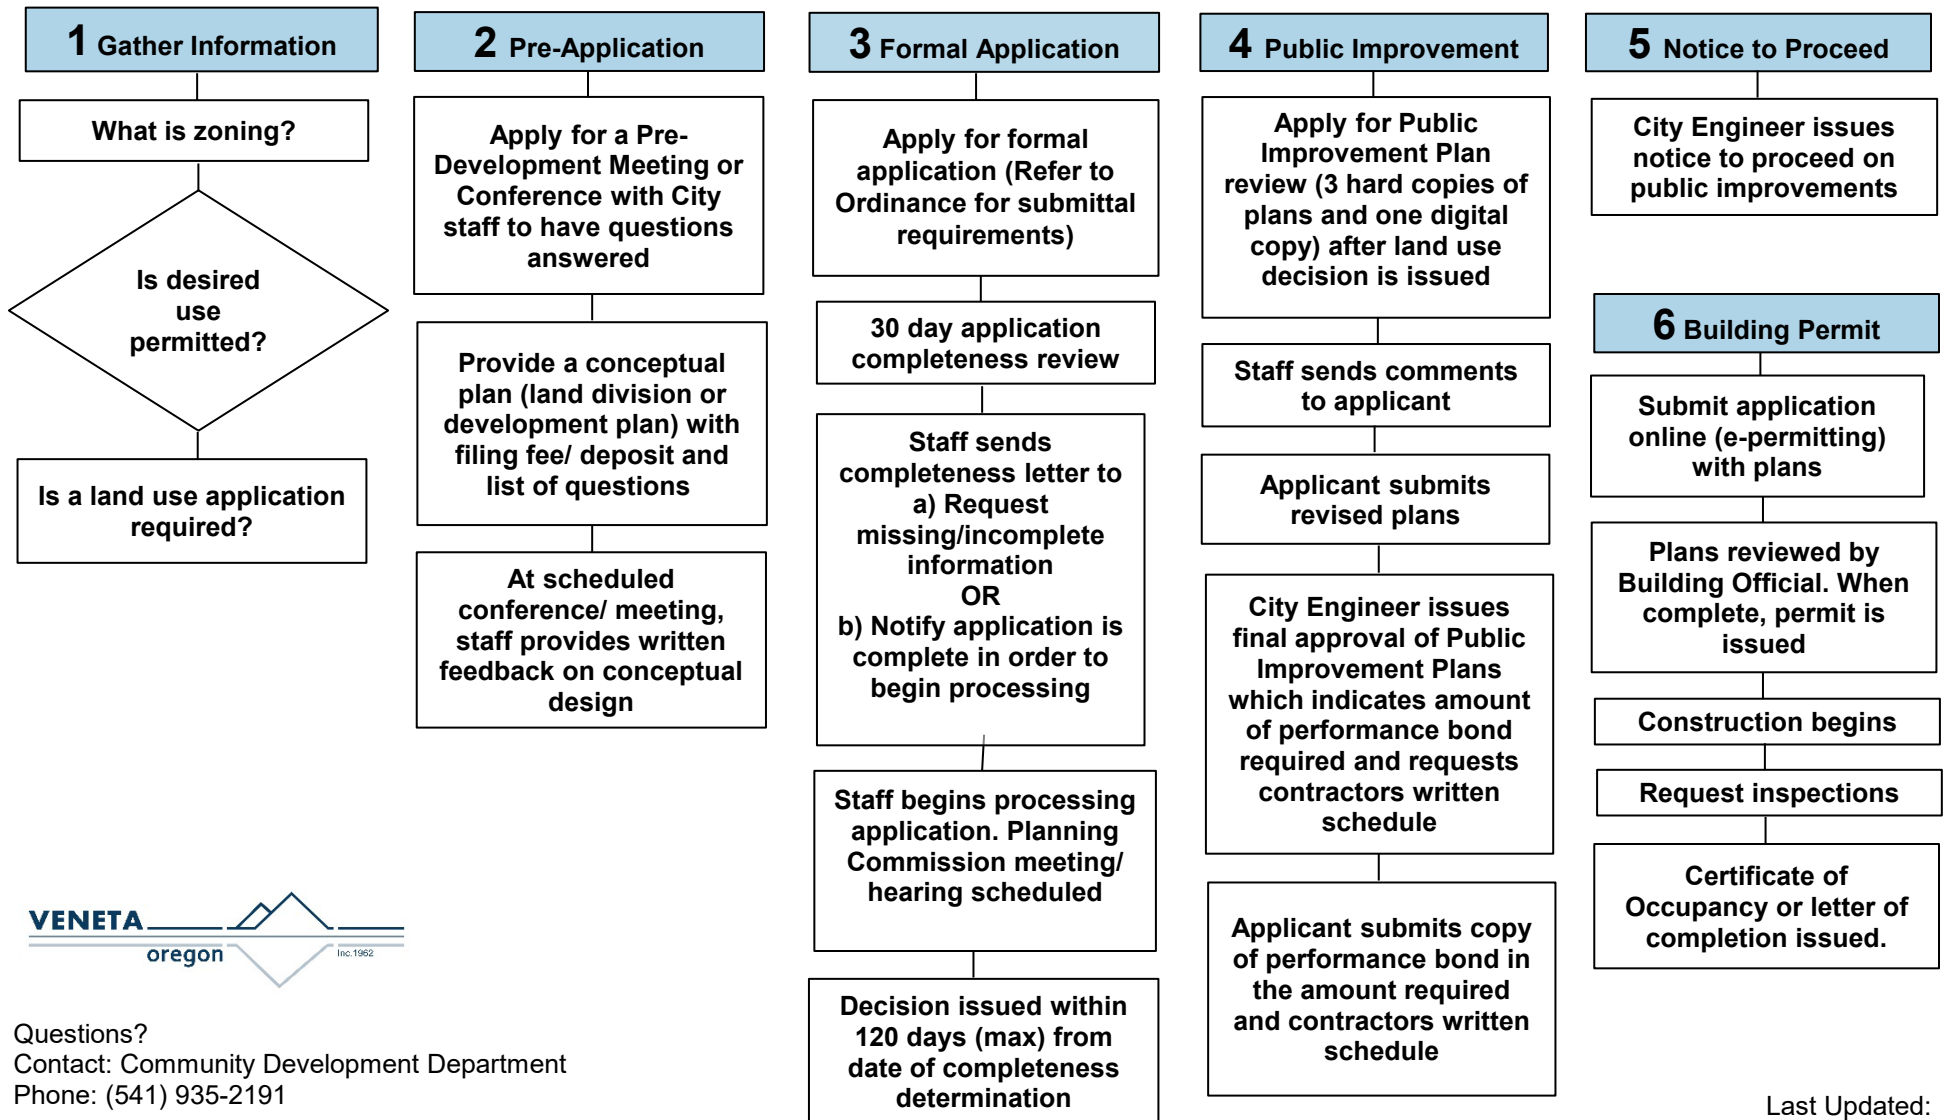 1 Gather Information
What is zoning?
Is desired
use
permitted?
Is a land use application
required?
2 Pre-Application
Apply for a Pre-
Development Meeting or
Conference with City
staff to have questions
answered
Provide a conceptual
plan (land division or
development plan) with
filing fee/ deposit and
list of questions
At scheduled
conference/ meeting,
staff provides written
feedback on conceptual
design
3 Formal Application
Apply for formal
application (Refer to
Ordinance for submittal
requirements)
30 day application
completeness review
Staff sends
completeness letter to
a) Request
missing/incomplete
information
OR
b) Notify application is
complete in order to
begin processing
Staff begins processing
application. Planning
Commission meeting/
hearing scheduled
Decision issued within
120 days (max) from
date of completeness
determination
4 Public Improvement
Apply for Public
Improvement Plan
review (3 hard copies of
plans and one digital
copy) after land use
decision is issued
Staff sends comments
to applicant
Applicant submits
revised plans
City Engineer issues
final approval of Public
Improvement Plans
which indicates amount
of performance bond
required and requests
contractors written
schedule
Applicant submits copy
of performance bond in
the amount required
and contractors written
schedule
5 Notice to Proceed
City Engineer issues
notice to proceed on
public improvements
6 Building Permit
Submit application
online (e-permitting)
with plans
Plans reviewed by
Building Official. When
complete, permit is
issued
Construction begins
Request inspections
Certificate of
Occupancy or letter of
completion issued.
VENETA
oregon
Inc.1962
Questions?
Contact: Community Development Department
Phone: (541) 935-2191
Last Updated: